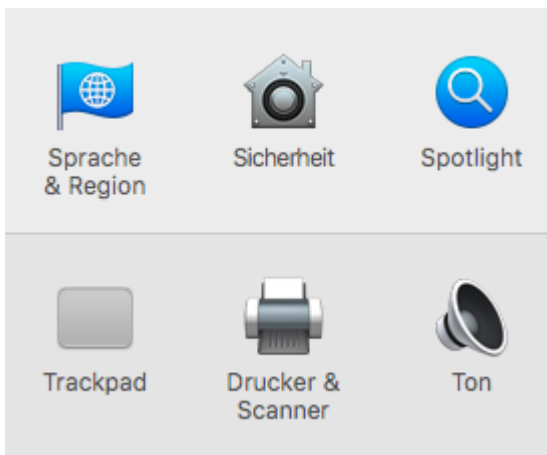 Sprache
& Region
Sicherheit
Spotlight
Trackpad
Drucker &
Scanner
Ton